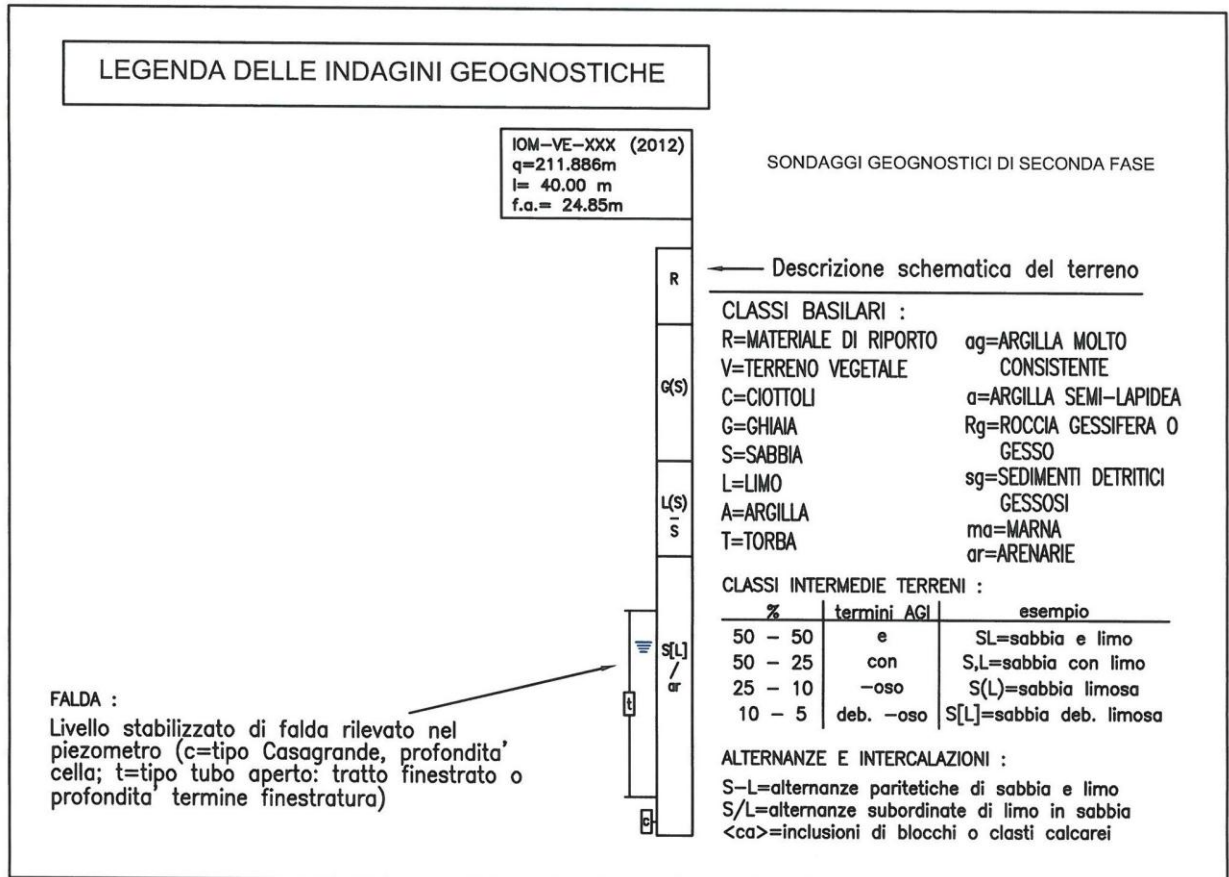 LEGENDA DELLE INDAGINI GEOGNOSTICHE
IOM-VE-XXX (2012)
q=211.886m
l= 40.00 m
f.a.= 24.85m
SONDAGGI GEOGNOSTICI DI SECONDA FASE
R
Descrizione schematica del terreno
G(S)
L(S)
-
S
S[L]
/
ar
t
c
CLASSI BASILARI :
R=MATERIALE DI RIPORTO
V=TERRENO VEGETALE
C=CIOTTOLI
G=GHIAIA
S=SABBIA
L=LIMO
A=ARGILLA
T=TORBA
ag=ARGILLA MOLTO
CONSISTENTE
a=ARGILLA SEMI-LAPIDEA
Rg=ROCCIA GESSIFERA O
GESSO
sg=SEDIMENTI DETRITICI
GESSOSI
ma=MARNA
ar=ARENARIE
CLASSI INTERMEDIE TERRENI :
% termini AGI esempio
50 - 50 e SL=sabbia e limo
50 - 25 con S,L=sabbia con limo
25 - 10 -oso S(L)=sabbia limosa
10 - 5 deb. -oso S[L]=sabbia deb. limosa
ALTERNANZE E INTERCALAZIONI :
S-L=alternanze paritetiche di sabbia e limo
S/L=alternanze subordinate di limo in sabbia
<ca>=inclusioni di blocchi o clasti calcarei
FALDA :
Livello stabilizzato di falda rilevato nel
piezometro (c=tipo Casagrande, profondita'
cella; t=tipo tubo aperto: tratto finestrato o
profondita' termine finestratura)